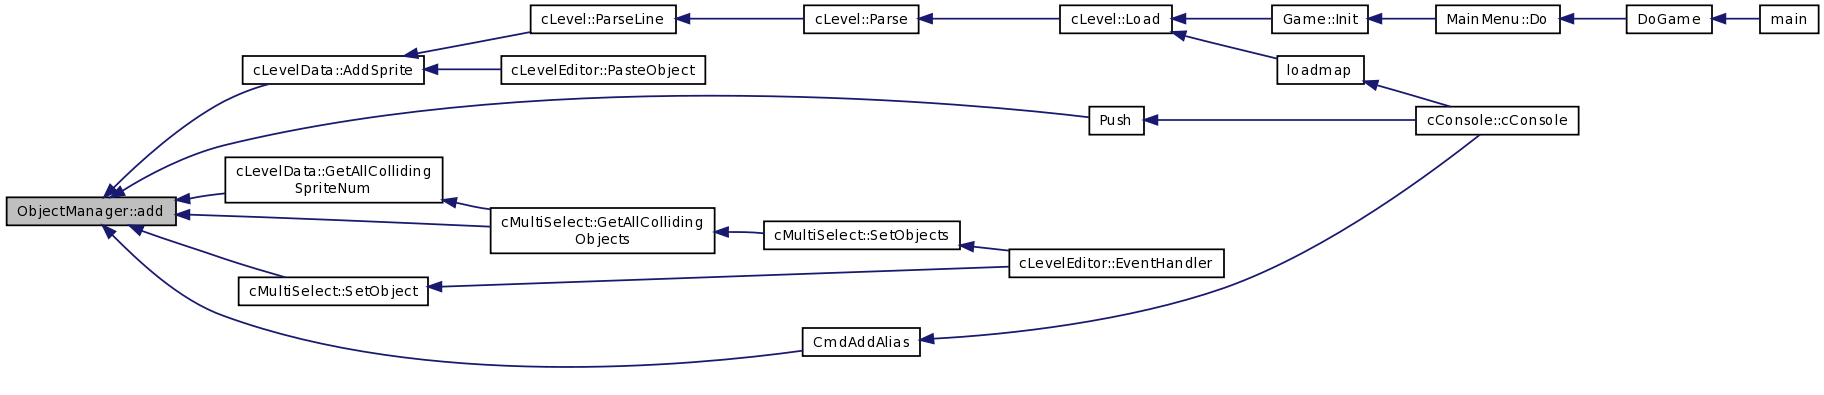 cLevel::ParseLine
cLevel::Parse
cLevel::Load
Game::Init
MainMenu::Do
DoGame
main
cLevelData::AddSprite
cLevelEditor::PasteObject
loadmap
Push
cConsole::cConsole
cLevelData::GetAllColliding
SpriteNum
ObjectManager::add
cMultiSelect::GetAllColliding
Objects
cMultiSelect::SetObjects
cLevelEditor::EventHandler
cMultiSelect::SetObject
CmdAddAlias